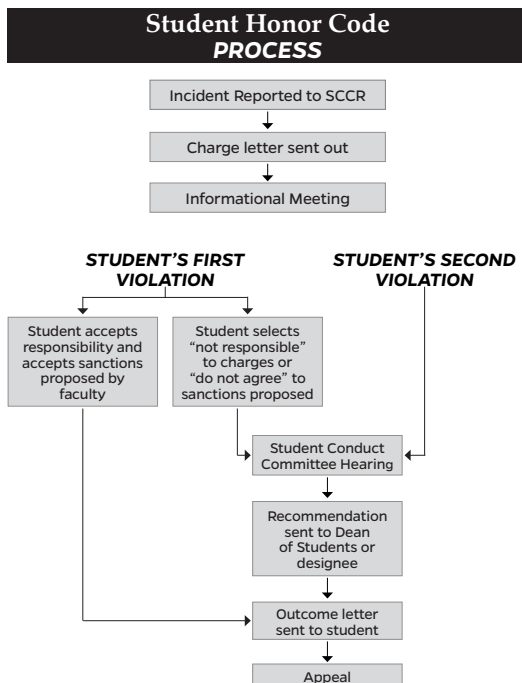 Student Honor Code
PROCESS
Incident Reported to SCCR
Charge letter sent out
Informational Meeting
STUDENT'S FIRST
VIOLATION
STUDENT'S SECOND
VIOLATION
Student accepts
responsibility and
accepts sanctions
proposed by
faculty
Student selects
“not responsible”
to charges or
“do not agree” to
sanctions proposed
Student Conduct
Committee Hearing
Recommendation
sent to Dean
of Students or
designee
Outcome letter
sent to student
Appeal